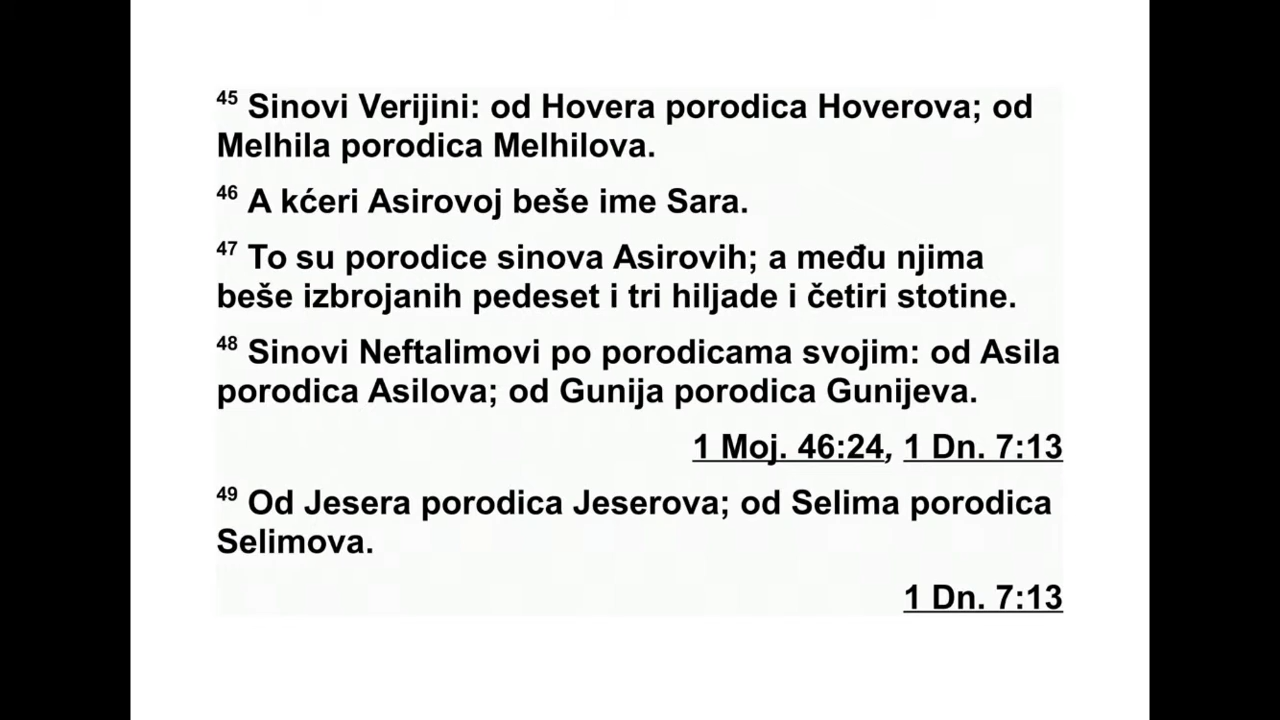 45 Sinovi Verijini: od Hovera porodica Hoverova; od
Melhila porodica Melhilova.
46 A kćeri Asirovoj beše ime Sara.
47 To su porodice sinova Asirovih; a među njima
beše izbrojanih pedeset i tri hiljade i četiri stotine.
48 Sinovi Neftalimovi po porodicama svojim: od Asila
porodica Asilova; od Gunija porodica Gunijeva.
1 Moj. 46:24, 1 Dn. 7:13
49 Od Jesera porodica Jeserova; od Selima porodica
Selimova.
1 Dn. 7:13